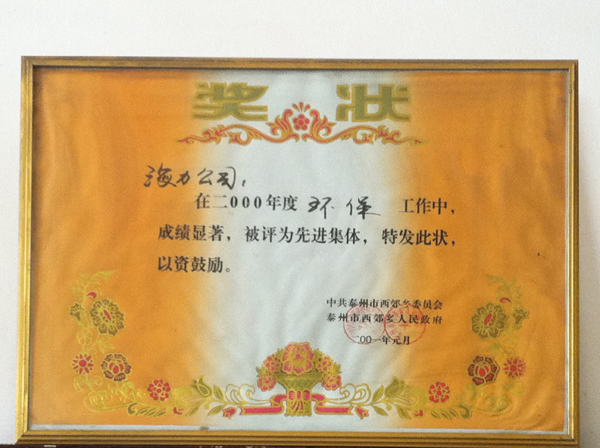 奖状
海力公司，
在二000年度 环保 工作中，
成绩显著，被评为先进集体，特发此状，
以资鼓励。
中共泰州市西郊乡委员会
泰州市西郊乡人民政府
二00一年元月